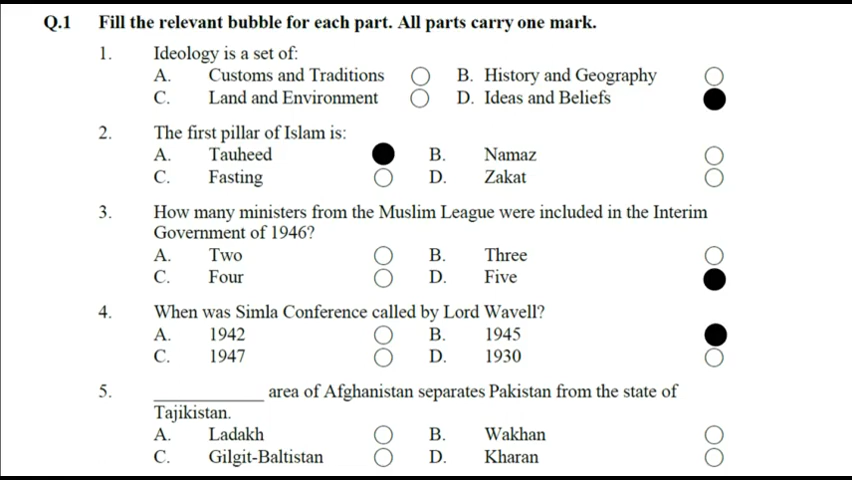 Q.1 Fill the relevant bubble for each part. All parts carry one mark.
1. Ideology is a set of:
A. Customs and Traditions B. History and Geography
C. Land and Environment D. Ideas and Beliefs
2. The first pillar of Islam is:
A. Tauheed B. Namaz
C. Fasting D. Zakat
3. How many ministers from the Muslim League were included in the Interim
Government of 1946?
A. Two B. Three
C. Four D. Five
4. When was Simla Conference called by Lord Wavell?
A. 1942 B. 1945
C. 1947 D. 1930
5. ____________ area of Afghanistan separates Pakistan from the state of
Tajikistan.
A. Ladakh B. Wakhan
C. Gilgit-Baltistan D. Kharan